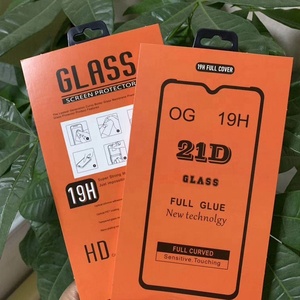 GLASS
SCREEN PROTECTOR
19H
HD
19H FULL COVER
OG 19H
21D
GLASS
FULL GLUE
New technolgy
FULL CURVED
Sensitive Touching